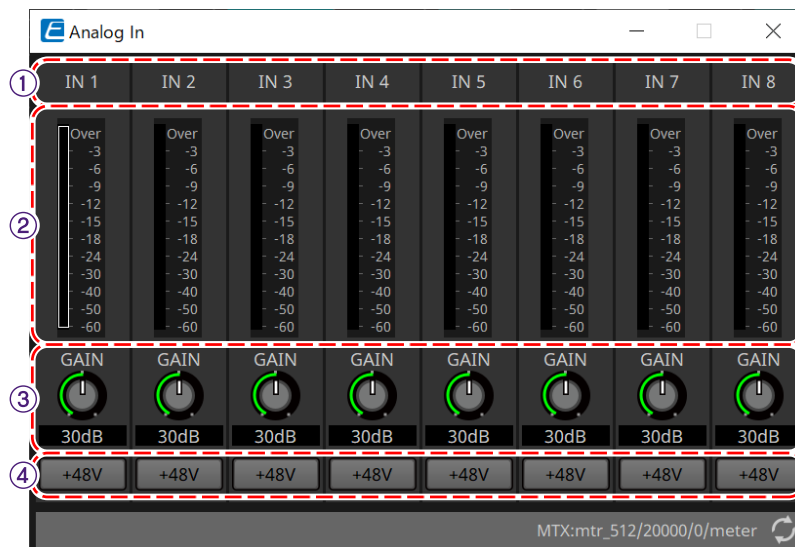 E Analog In
① IN 1 IN 2 IN 3 IN 4 IN 5 IN 6 IN 7 IN 8
②
Over Over Over Over Over Over Over Over
-3 -3 -3 -3 -3 -3 -3 -3
-6 -6 -6 -6 -6 -6 -6 -6
-9 -9 -9 -9 -9 -9 -9 -9
-12 -12 -12 -12 -12 -12 -12 -12
-15 -15 -15 -15 -15 -15 -15 -15
-18 -18 -18 -18 -18 -18 -18 -18
-24 -24 -24 -24 -24 -24 -24 -24
-30 -30 -30 -30 -30 -30 -30 -30
-40 -40 -40 -40 -40 -40 -40 -40
-50 -50 -50 -50 -50 -50 -50 -50
-60 -60 -60 -60 -60 -60 -60 -60
③
GAIN GAIN GAIN GAIN GAIN GAIN GAIN GAIN
30dB 30dB 30dB 30dB 30dB 30dB 30dB 30dB
④ +48V +48V +48V +48V +48V +48V +48V +48V
MTX:mtr_512/20000/0/meter